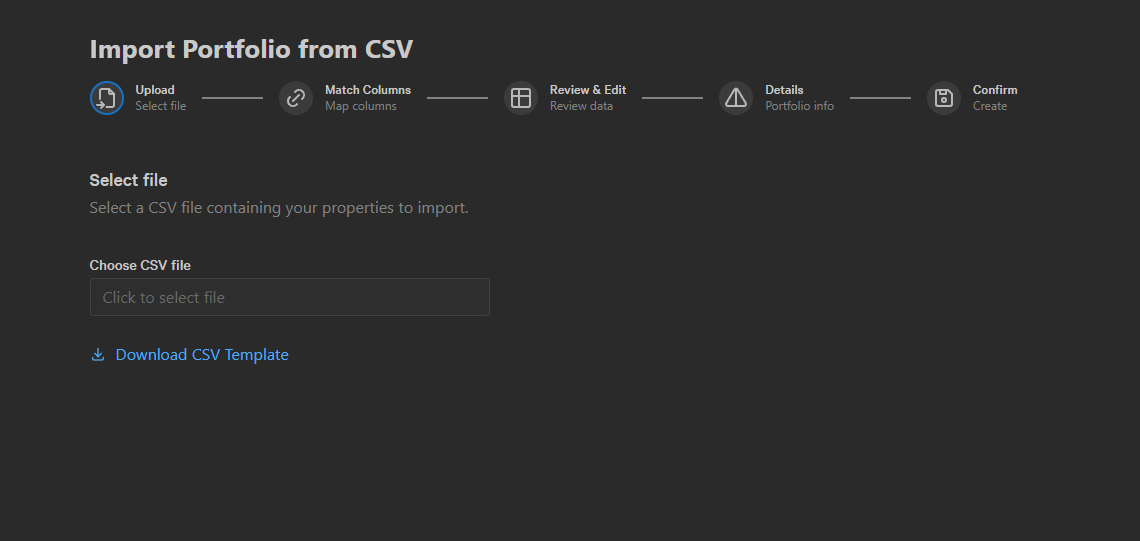 Import Portfolio from CSV
Upload
Select file
Match Columns
Map columns
Review & Edit
Review data
Details
Portfolio info
Confirm
Create
Select file
Select a CSV file containing your properties to import.
Choose CSV file
Click to select file
Download CSV Template